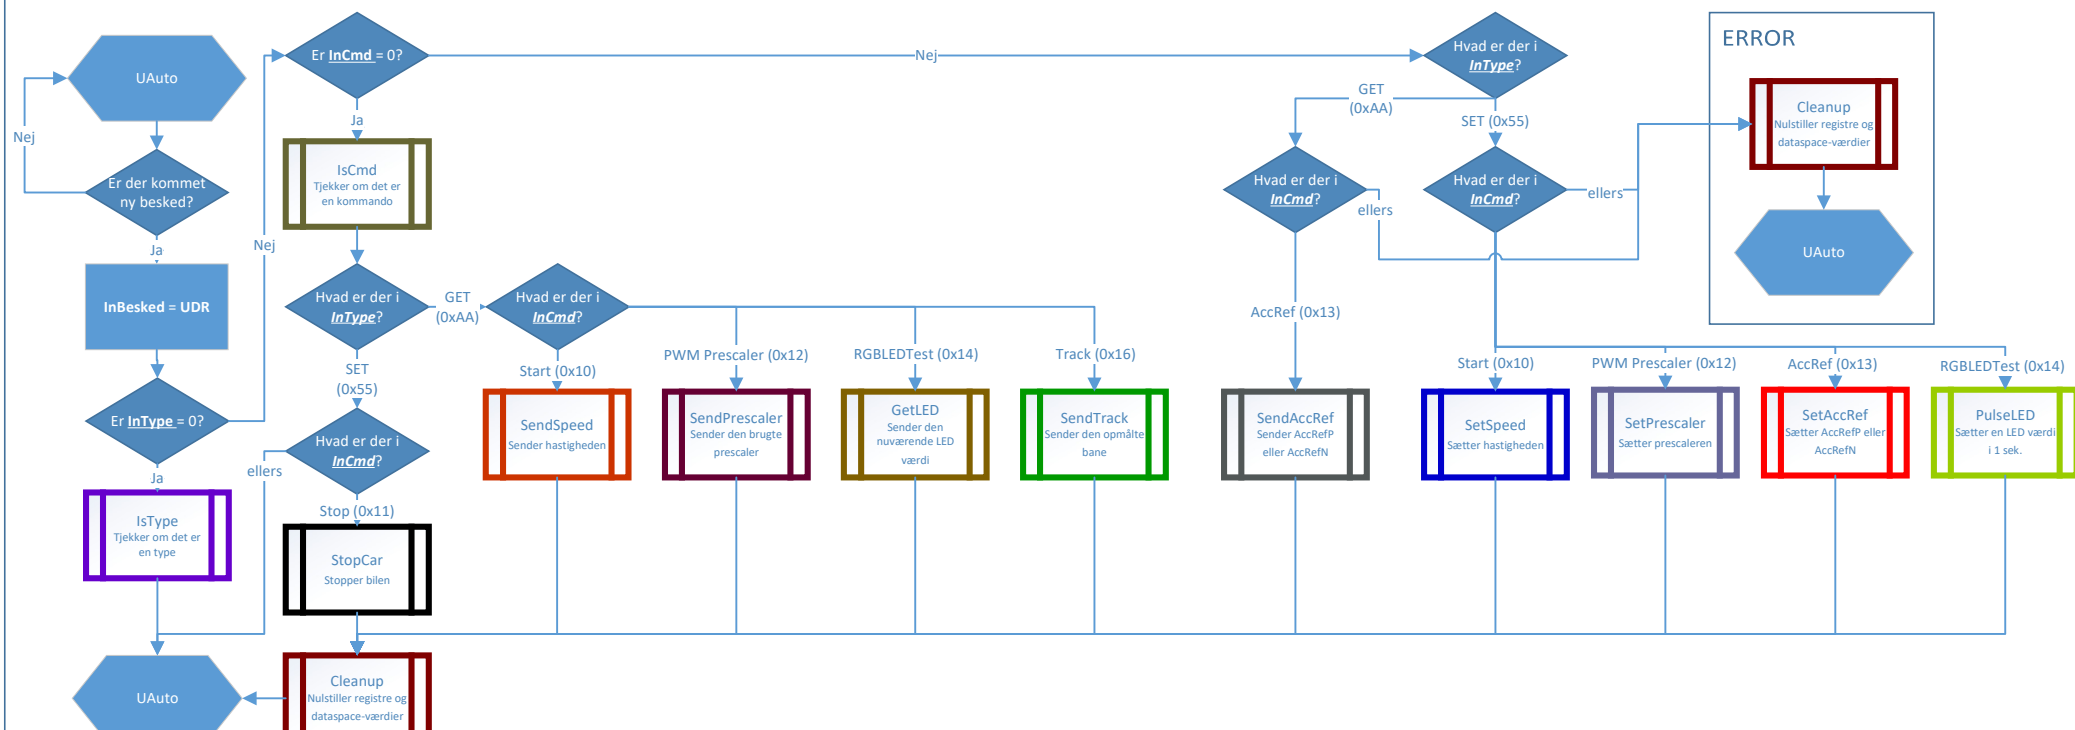 UAuto
Nej
Er der kommet
ny besked?
Ja
InBesked = UDR
Er InType = 0?
Nej
Ja
IsType
Tjekker om det er
en type
UAuto
Er InCmd = 0?
Nej
Ja
IsCmd
Tjekker om det er
en kommando
Hvad er der i
InType?
GET
(0xAA)
SET
(0x55)
Hvad er der i
InCmd?
ellers
Stop (0x11)
StopCar
Stopper bilen
Cleanup
Nulstiller registre og
dataspace-værdier
Hvad er der i
InCmd?
Start (0x10)
PWM Prescaler (0x12)
RGBLEDTest (0x14)
Track (0x16)
SendSpeed
Sender hastigheden
SendPrescaler
Sender den brugte
prescaler
GetLED
Sender den
nuværende LED
værdi
SendTrack
Sender den opmålte
bane
Hvad er der i
InType?
GET
(0xAA)
SET (0x55)
Hvad er der i
InCmd?
ellers
Hvad er der i
InCmd?
ellers
AccRef (0x13)
SendAccRef
Sender AccRefP
eller AccRefN
Start (0x10)
PWM Prescaler (0x12)
AccRef (0x13)
RGBLEDTest (0x14)
SetSpeed
Sætter hastigheden
SetPrescaler
Sætter prescaleren
SetAccRef
Sætter AccRefP eller
AccRefN
PulseLED
Sætter en LED værdi
i 1 sek.
ERROR
Cleanup
Nulstiller registre og
dataspace-værdier
UAuto